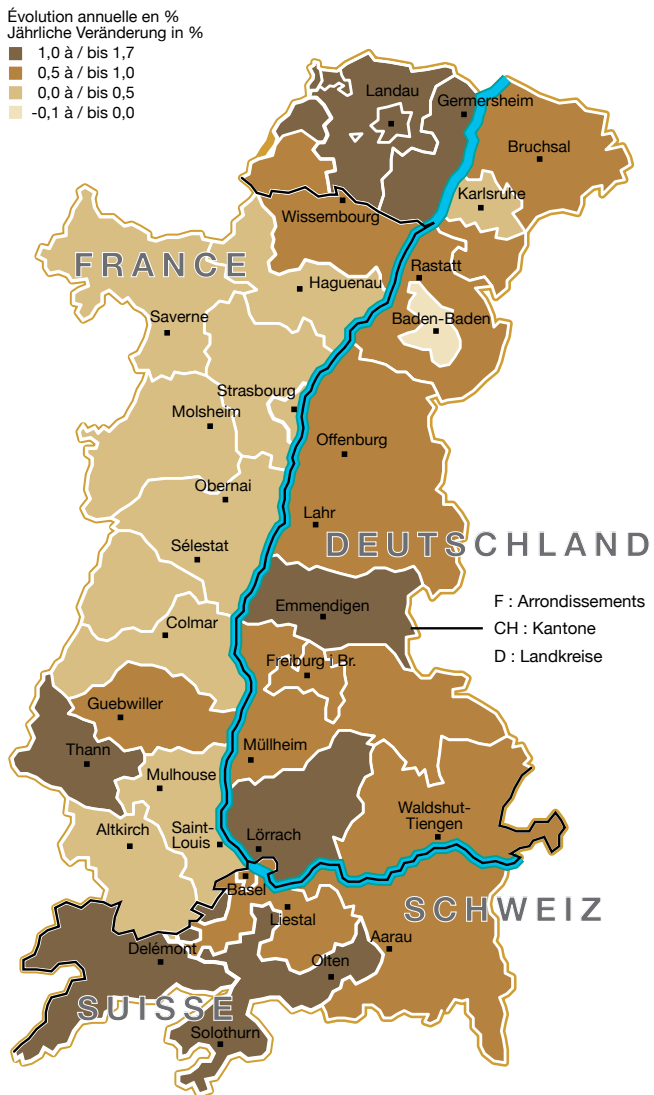 Évolution annuelle en %
Jährliche Veränderung in %
1,0 à / bis 1,7
0,5 à / bis 1,0
0,0 à / bis 0,5
-0,1 à / bis 0,0
Landau
Germersheim
Bruchsal
Karlsruhe
Wissembourg
FRANCE
Rastatt
Haguenau
Saverne
Baden-Baden
Strasbourg
Molsheim
Offenburg
Obernai
Lahr
DEUTSCHLAND
Sélestat
F : Arrondissements
Emmendigen
Colmar
CH : Kantone
D : Landkreise
Freiburg i Br.
Guebwiller
Thann
Müllheim
Mulhouse
Waldshut-
Tiengen
Altkirch
Saint-
Louis
Lörrach
Basel
SCHWEIZ
Liestal
Aarau
Delémont
Olten
SUISSE
Solothurn